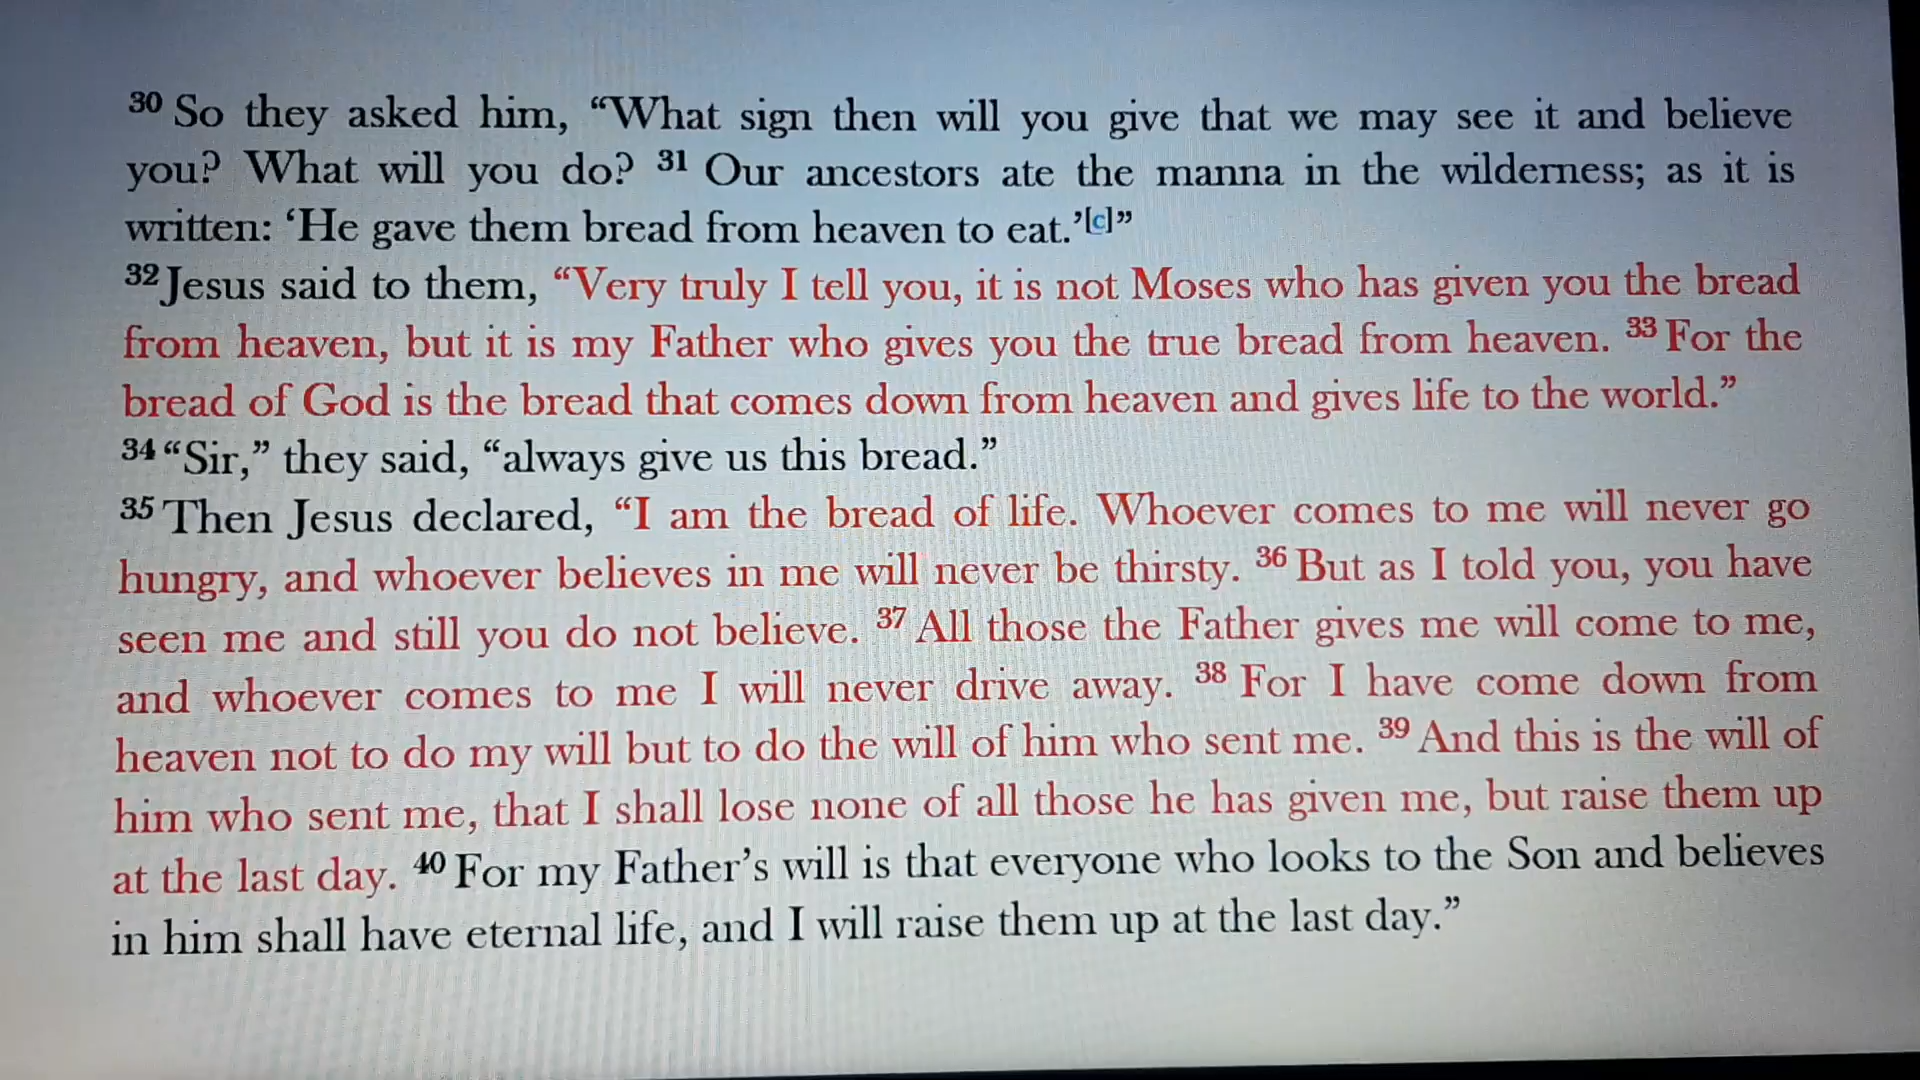 30 So they asked him, “What sign then will you give that we may see it and believe
you? What will you do? 31 Our ancestors ate the manna in the wilderness; as it is
written: ‘He gave them bread from heaven to eat.’[c]”
32 Jesus said to them, “Very truly I tell you, it is not Moses who has given you the bread
from heaven, but it is my Father who gives you the true bread from heaven. 33 For the
bread of God is the bread that comes down from heaven and gives life to the world.”
34 “Sir,” they said, “always give us this bread.”
35 Then Jesus declared, “I am the bread of life. Whoever comes to me will never go
hungry, and whoever believes in me will never be thirsty. 36 But as I told you, you have
seen me and still you do not believe. 37 All those the Father gives me will come to me,
and whoever comes to me I will never drive away. 38 For I have come down from
heaven not to do my will but to do the will of him who sent me. 39 And this is the will of
him who sent me, that I shall lose none of all those he has given me, but raise them up
at the last day. 40 For my Father’s will is that everyone who looks to the Son and believes
in him shall have eternal life, and I will raise them up at the last day.”